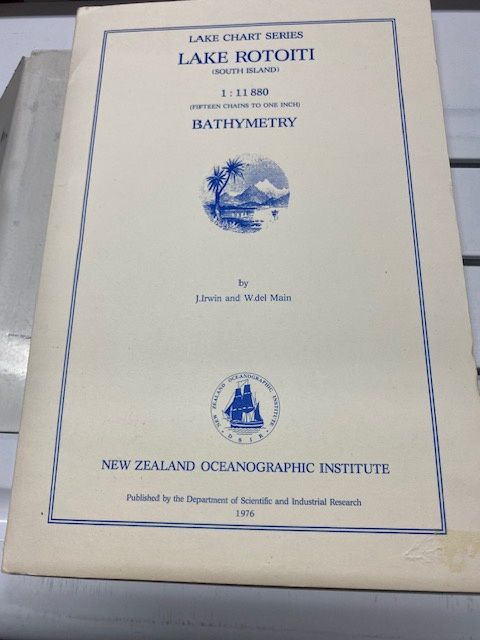 LAKE CHART SERIES
LAKE ROTOITI
(SOUTH ISLAND)
1 : 11 880
(FIFTEEN CHAINS TO ONE INCH)
BATHYMETRY
by
J.Irwin and W.del Main
NEW ZEALAND OCEANOGRAPHIC INSTITUTE
• D S I R •
NEW ZEALAND OCEANOGRAPHIC INSTITUTE
Published by the Department of Scientific and Industrial Research
1976